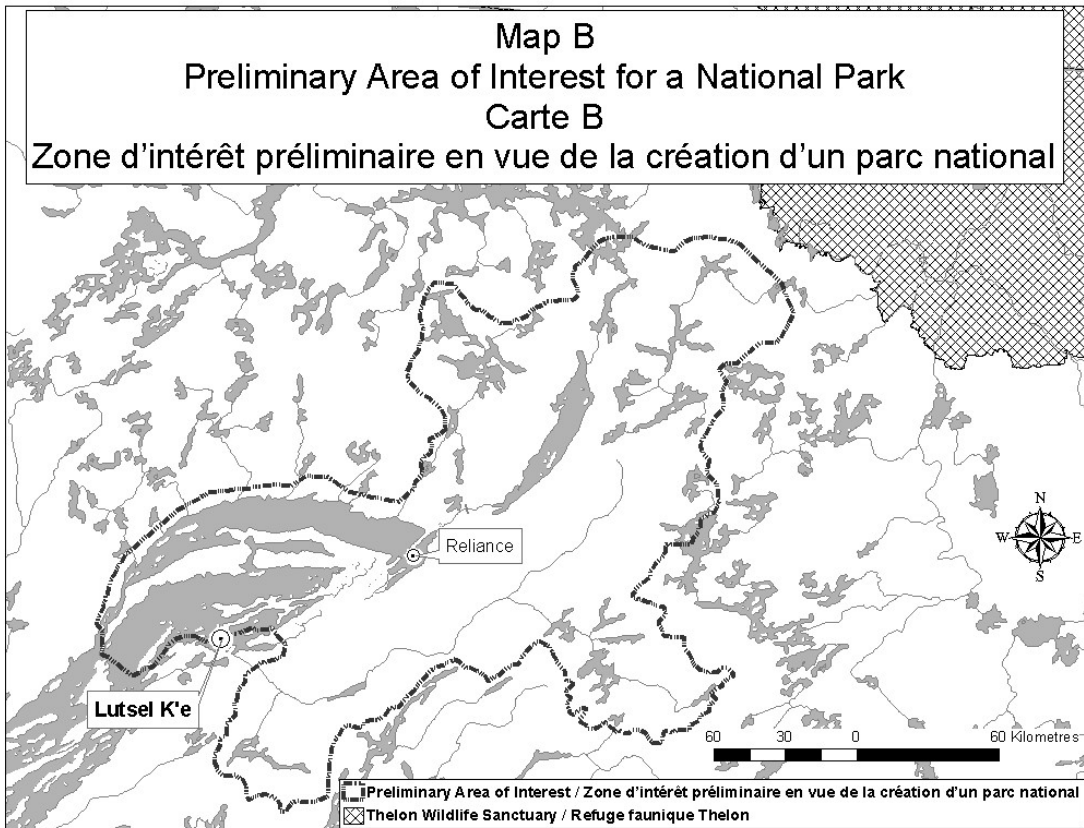 Map B
Preliminary Area of Interest for a National Park
Carte B
Zone d'intérêt préliminaire en vue de la création d'un parc national
Reliance
N
W E
S
Lutsel K'e
60 30 0 60 Kilometres
Preliminary Area of Interest / Zone d'intérêt préliminaire en vue de la création d'un parc national
Thelon Wildlife Sanctuary / Refuge faunique Thelon